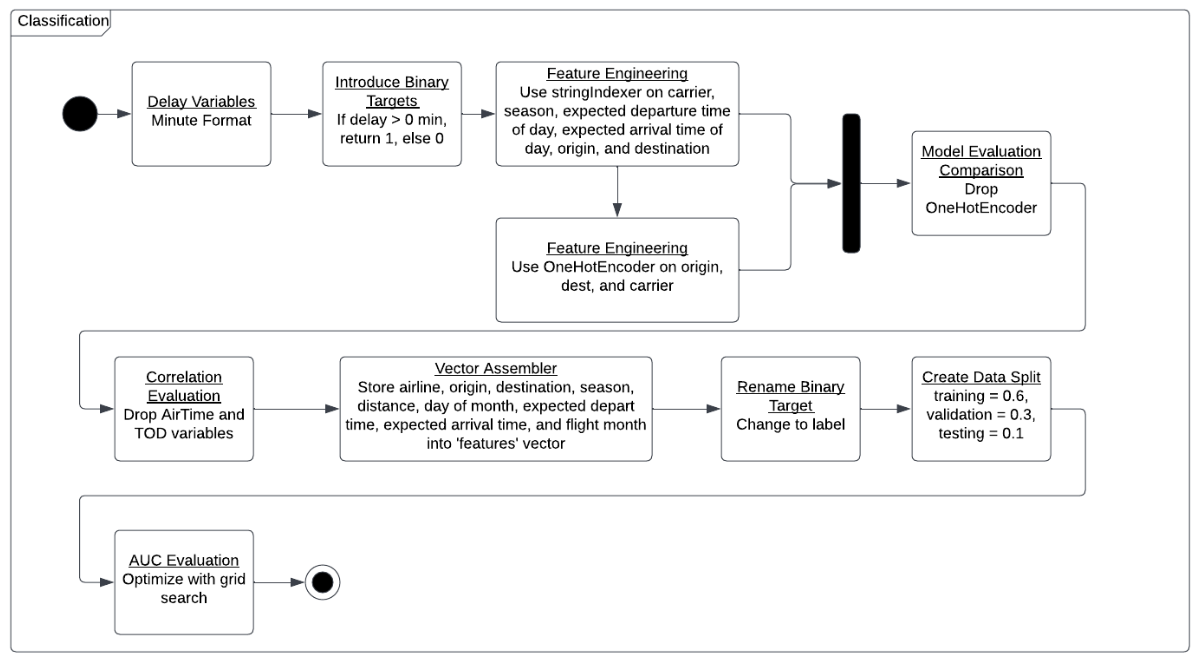 Classification
Delay Variables
Minute Format
Introduce Binary
Targets
If delay > 0 min,
return 1, else 0
Feature Engineering
Use stringIndexer on carrier,
season, expected departure time
of day, expected arrival time of
day, origin, and destination
Feature Engineering
Use OneHotEncoder on origin,
dest, and carrier
Model Evaluation
Comparison
Drop
OneHotEncoder
Correlation
Evaluation
Drop AirTime and
TOD variables
Vector Assembler
Store airline, origin, destination, season,
distance, day of month, expected depart
time, expected arrival time, and flight month
into 'features' vector
Rename Binary
Target
Change to label
Create Data Split
training = 0.6,
validation = 0.3,
testing = 0.1
AUC Evaluation
Optimize with grid
search